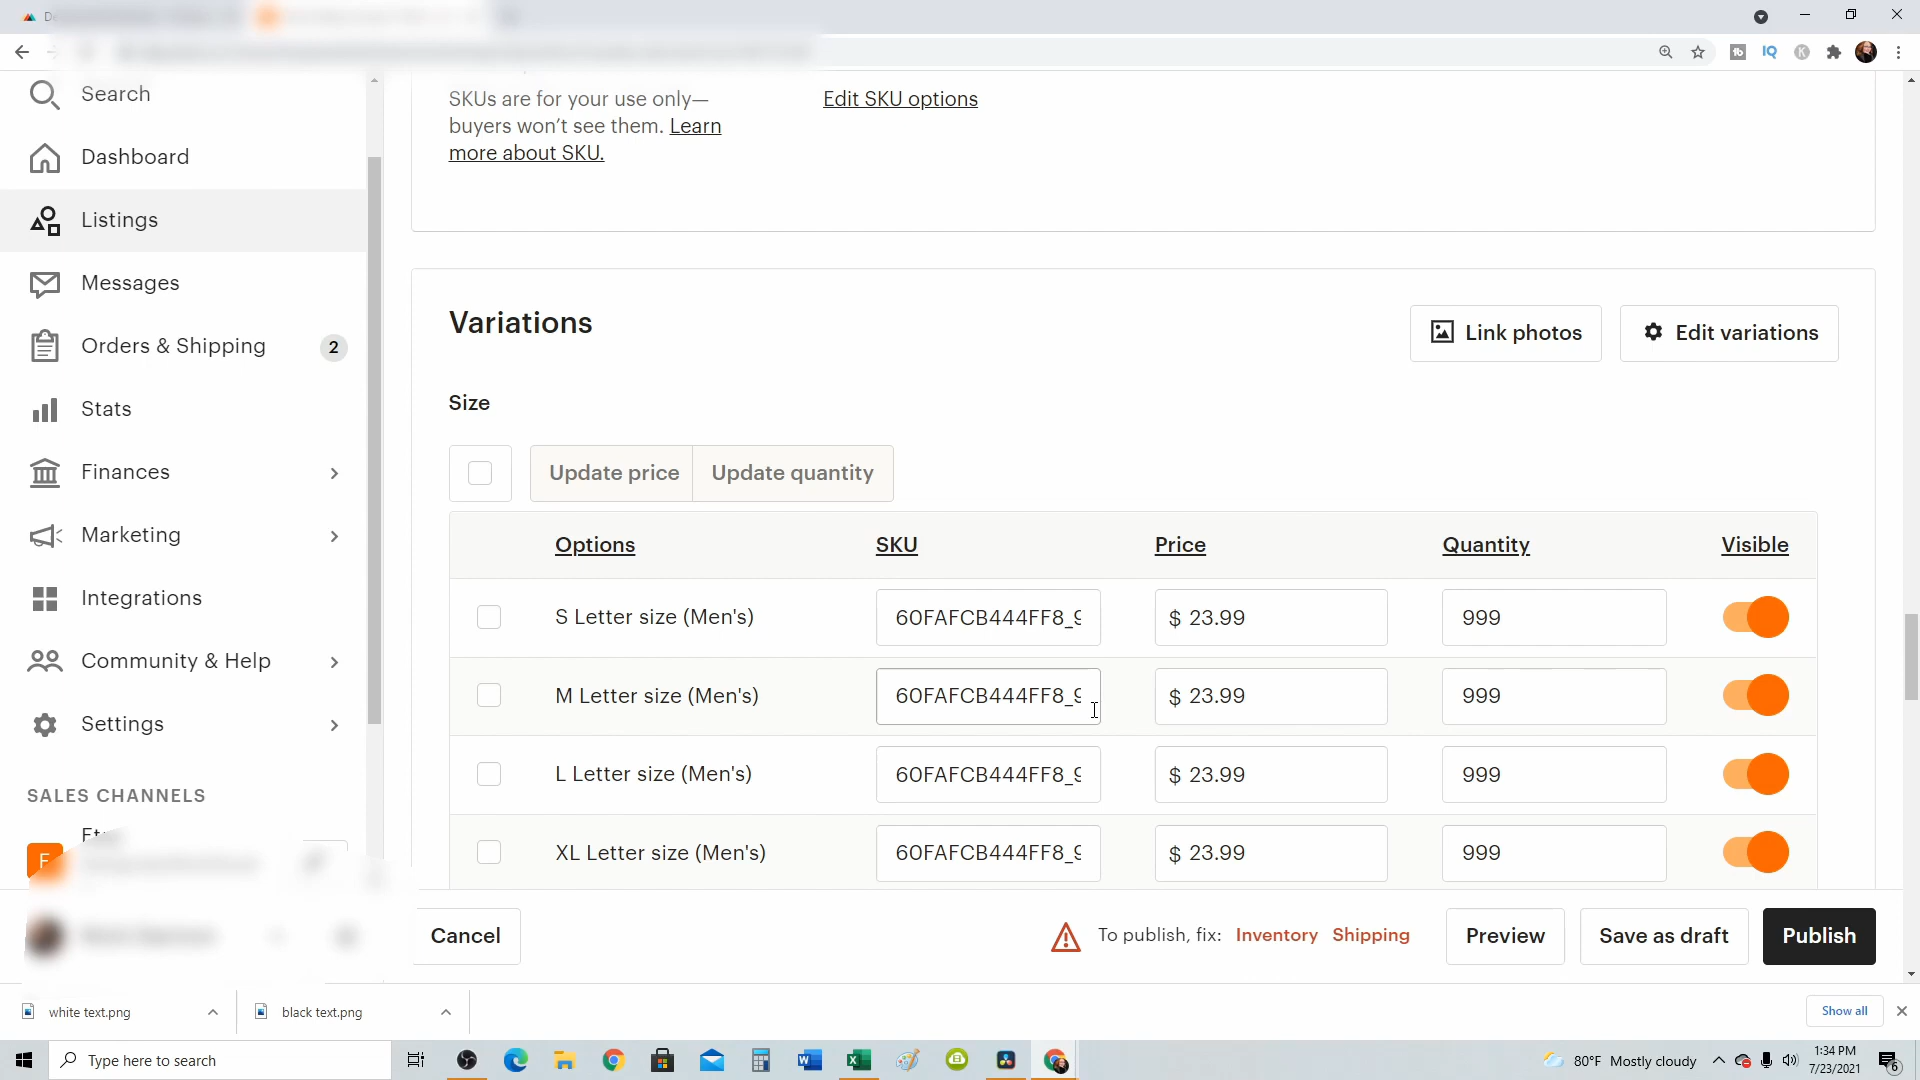 Search
Dashboard
Listings
Messages
Orders & Shipping 2
Stats
Finances
Marketing
Integrations
Community & Help
Settings
SALES CHANNELS
E
SKUs are for your use only—
buyers won't see them. Learn
more about SKU.
Edit SKU options
Variations
Link photos
Edit variations
Size
Update price
Update quantity
Options SKU Price Quantity Visible
S Letter size (Men's) 60FAFCB444FF8_9 $ 23.99 999
M Letter size (Men's) 60FAFCB444FF8_9 $ 23.99 999
L Letter size (Men's) 60FAFCB444FF8_9 $ 23.99 999
XL Letter size (Men's) 60FAFCB444FF8_9 $ 23.99 999
Cancel
To publish, fix: Inventory Shipping
Preview
Save as draft
Publish
white text.png
black text.png
Show all
Type here to search
80°F Mostly cloudy
1:34 PM
7/23/2021
6